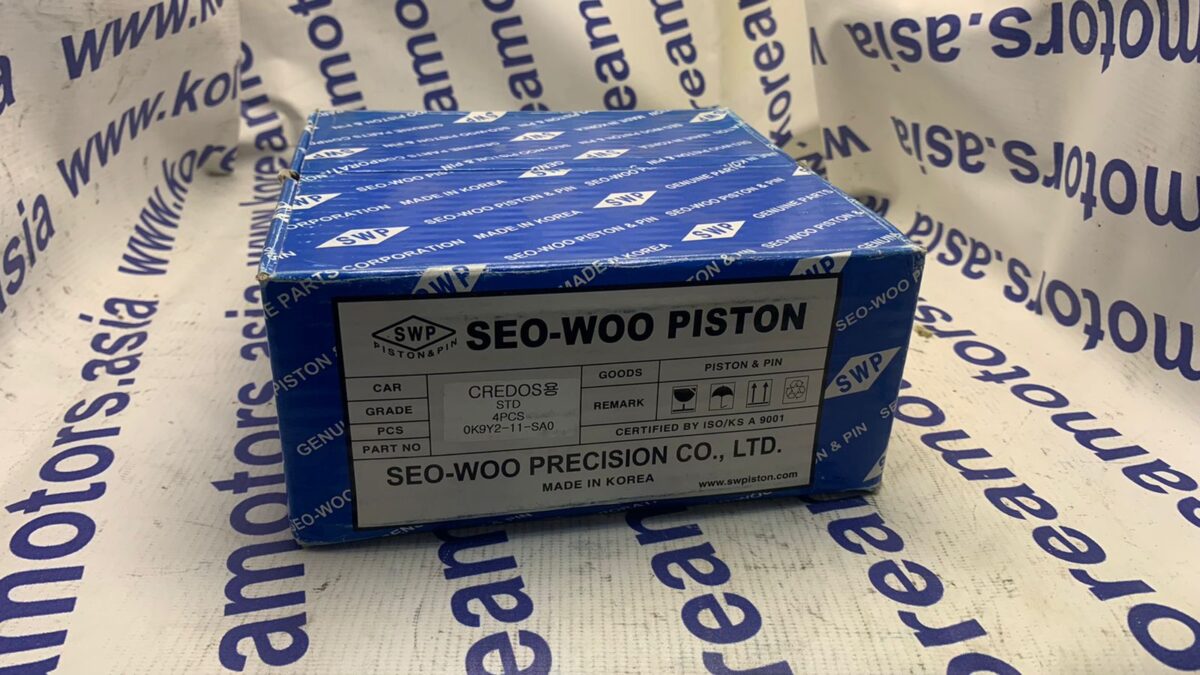 SWP
PISTON&PIN
SEO-WOO PISTON
CAR
CREDOS용
GRADE
STD
PCS
4PCS
PART NO
0K9Y2-11-SA0
GOODS
PISTON & PIN
REMARK
CERTIFIED BY ISO/KS A 9001
SEO-WOO PRECISION CO., LTD.
MADE IN KOREA
www.swpiston.com
SEO-WOO PISTON & PIN
MADE IN KOREA
SWP
GENUINE PARTS CORPORATION
www.koreamotors.asia